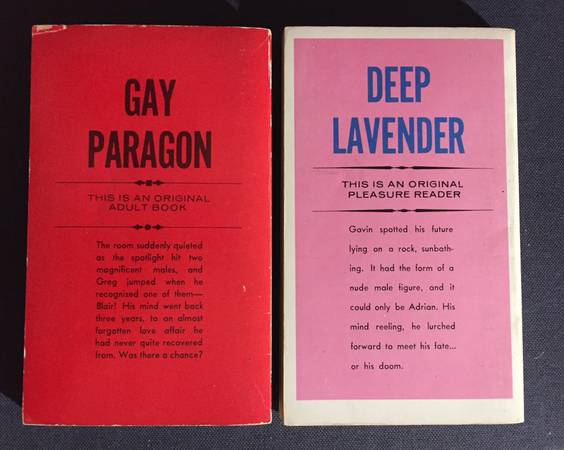 GAY
PARAGON
THIS IS AN ORIGINAL
ADULT BOOK
The room suddenly quieted
as the spotlight hit two
magnificent males, and
Greg jumped when he
recognized one of them—
Blair! His mind went back
three years, to an almost
forgotten love affair he
had never quite recovered
from. Was there a chance?
DEEP
LAVENDER
THIS IS AN ORIGINAL
PLEASURE READER
Gavin spotted his future
lying on a rock, sunbath-
ing. It had the form of a
nude male figure, and it
could only be Adrian. His
mind reeling, he lurched
forward to meet his fate...
or his doom.